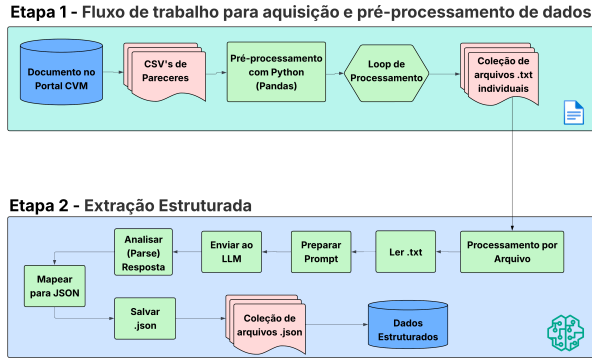 Etapa 1 - Fluxo de trabalho para aquisição e pré-processamento de dados
Documento no
Portal CVM
CSV's de
Pareceres
Pré-processamento
com Python
(Pandas)
Loop de
Processamento
Coleção de
arquivos .txt
individuais
Etapa 2 - Extração Estruturada
Processamento por
Arquivo
Ler .txt
Preparar
Prompt
Enviar ao
LLM
Analisar
(Parse)
Resposta
Mapear
para JSON
Salvar
.json
Coleção de
arquivos .json
Dados
Estruturados